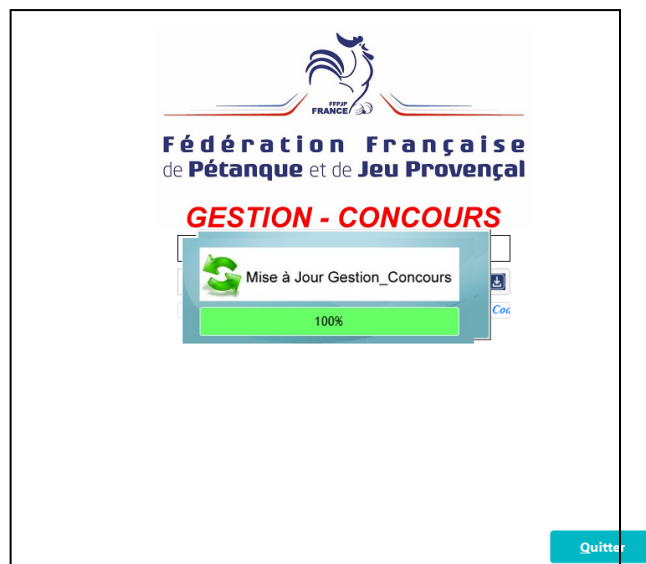 FFPJP
FRANCE
Fédération Française
de Pétanque et de Jeu Provençal
GESTION - CONCOURS
Mise à Jour Gestion_Concours
100%
Quitter